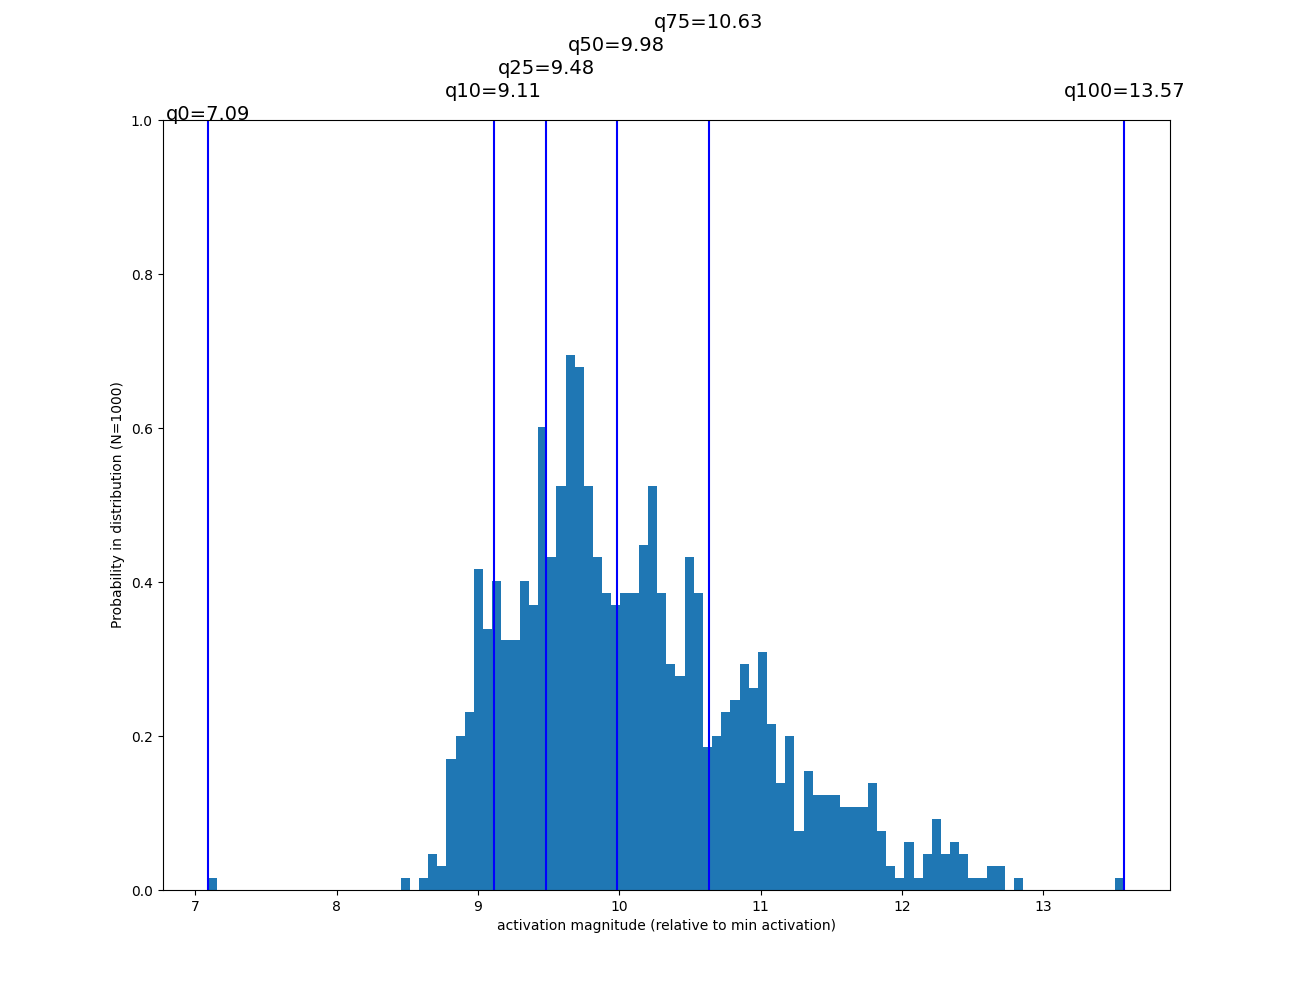 q75=10.63
q50=9.98
q25=9.48
q10=9.11
q100=13.57
q0=7.09
1.0
0.8
0.6
0.4
0.2
0.0
Probability in distribution (N=1000)
7 8 9 10 11 12 13
activation magnitude (relative to min activation)